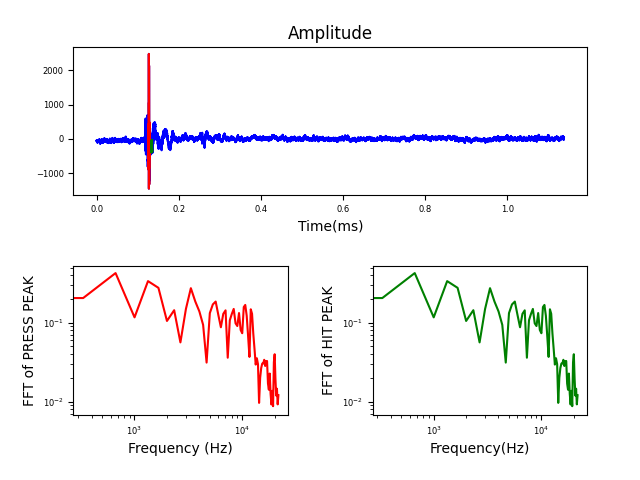 Amplitude
2000
1000
0
−1000
0.0 0.2 0.4 0.6 0.8 1.0
Time(ms)
FFT of PRESS PEAK
10⁻¹
10⁻²
10³ 10⁴
Frequency (Hz)
FFT of HIT PEAK
10⁻¹
10⁻²
10³ 10⁴
Frequency(Hz)